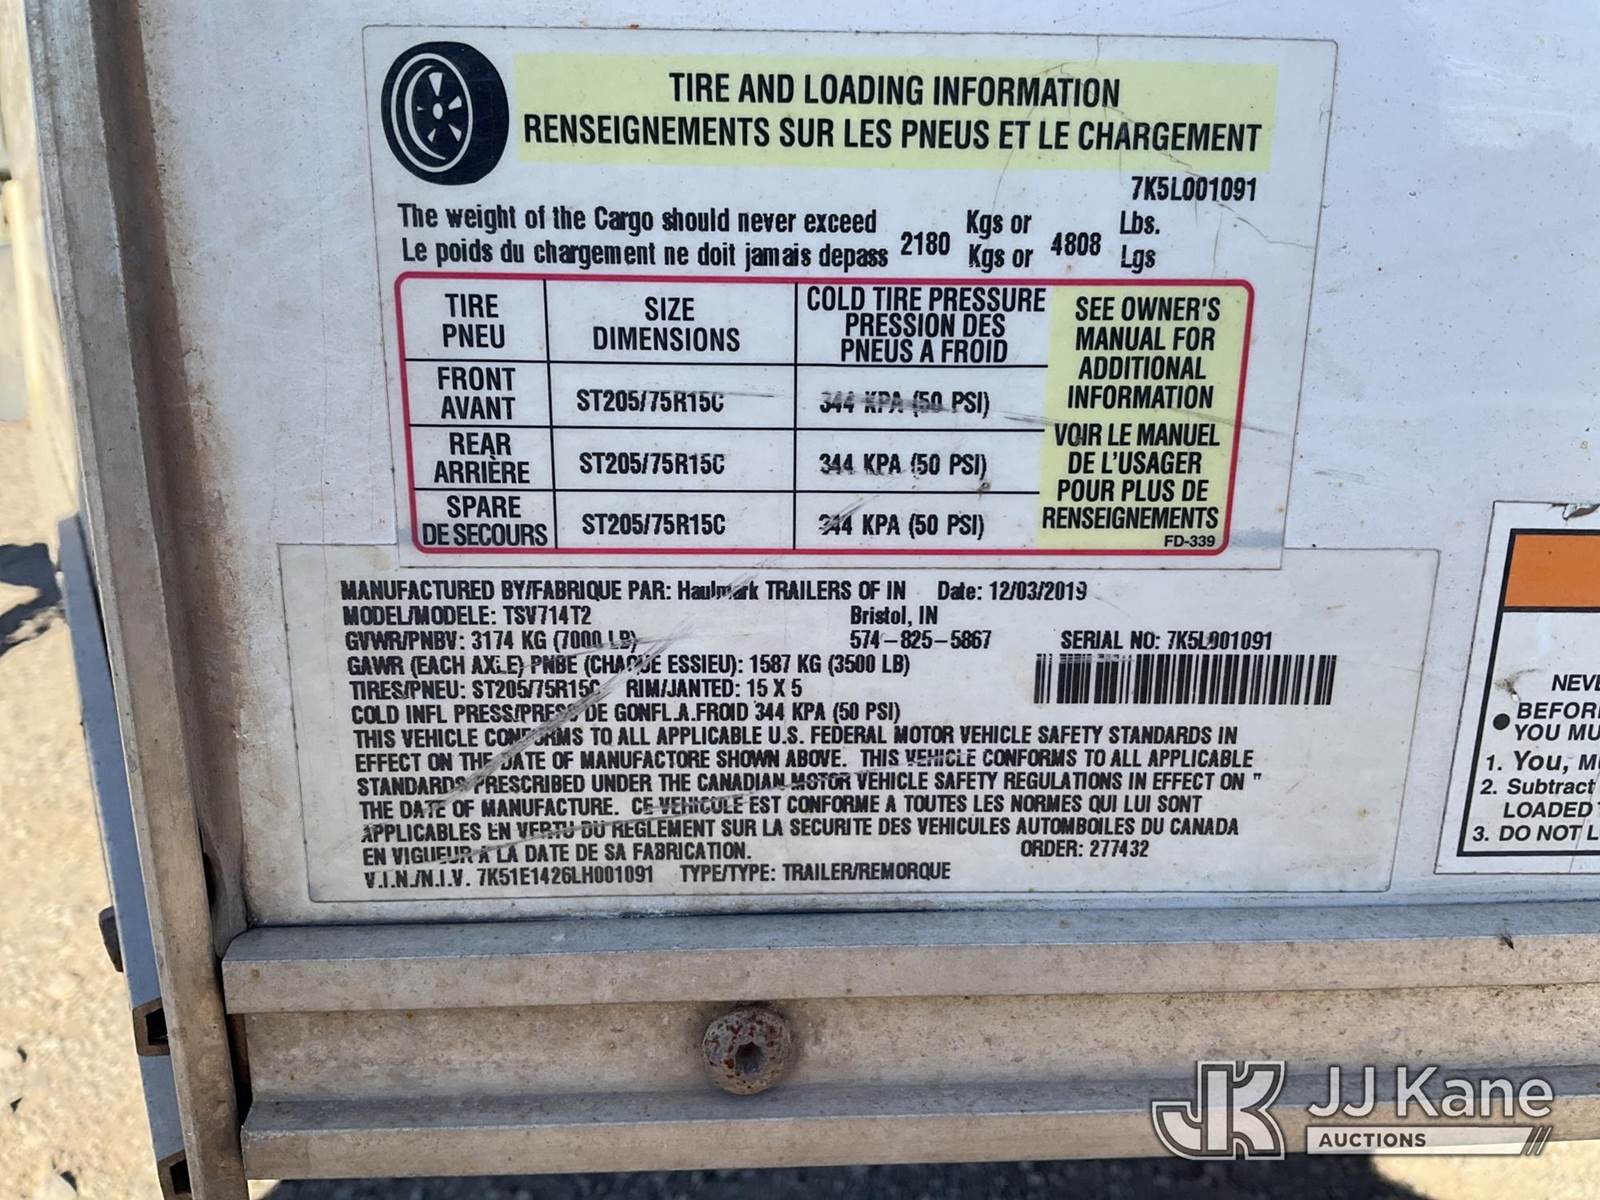 TIRE AND LOADING INFORMATION
RENSEIGNEMENTS SUR LES PNEUS ET LE CHARGEMENT
7K5L001091
The weight of the Cargo should never exceed 2180 Kgs or 4808 Lbs.
Le poids du chargement ne doit jamais depass Kgs or Lgs
TIRE PNEU SIZE DIMENSIONS COLD TIRE PRESSURE PRESSION DES PNEUS A FROID
FRONT AVANT ST205/75R15C 344 KPA (50 PSI)
REAR ARRIÈRE ST205/75R15C 344 KPA (50 PSI)
SPARE DE SECOURS ST205/75R15C 344 KPA (50 PSI)
SEE OWNER'S
MANUAL FOR
ADDITIONAL
INFORMATION
VOIR LE MANUEL
DE L'USAGER
POUR PLUS DE
RENSEIGNEMENTS
FD-339
MANUFACTURED BY/FABRIQUE PAR: Haulmark TRAILERS OF IN Date: 12/03/2019
MODEL/MODELE: TSV714T2 Bristol, IN
GVWR/PNBV: 3174 KG (7000 LB) 574-825-5867 SERIAL NO: 7K5L001091
GAWR (EACH AXLE) PNBE (CHAQUE ESSIEU): 1587 KG (3500 LB)
TIRES/PNEU: ST205/75R15C RIM/JANTED: 15 X 5
COLD INFL PRESS/PRESS DE GONFL.A.FROID 344 KPA (50 PSI)
THIS VEHICLE CONFORMS TO ALL APPLICABLE U.S. FEDERAL MOTOR VEHICLE SAFETY STANDARDS IN
EFFECT ON THE DATE OF MANUFACTORE SHOWN ABOVE. THIS VEHICLE CONFORMS TO ALL APPLICABLE
STANDARDS PRESCRIBED UNDER THE CANADIAN MOTOR VEHICLE SAFETY REGULATIONS IN EFFECT ON "
THE DATE OF MANUFACTURE. CE VEHICULE EST CONFORME A TOUTES LES NORMES QUI LUI SONT
APPLICABLES EN VERTU DU REGLEMENT SUR LA SECURITE DES VEHICULES AUTOMBOILES DU CANADA
EN VIGUEUR A LA DATE DE SA FABRICATION. ORDER: 277432
V.I.N./N.I.V. 7K51E1426LH001091 TYPE/TYPE: TRAILER/REMORQUE
NEVE
• BEFOR
YOU MU
1. You, M
2. Subtract
LOADED
3. DO NOT L
JK JJ Kane
AUCTIONS